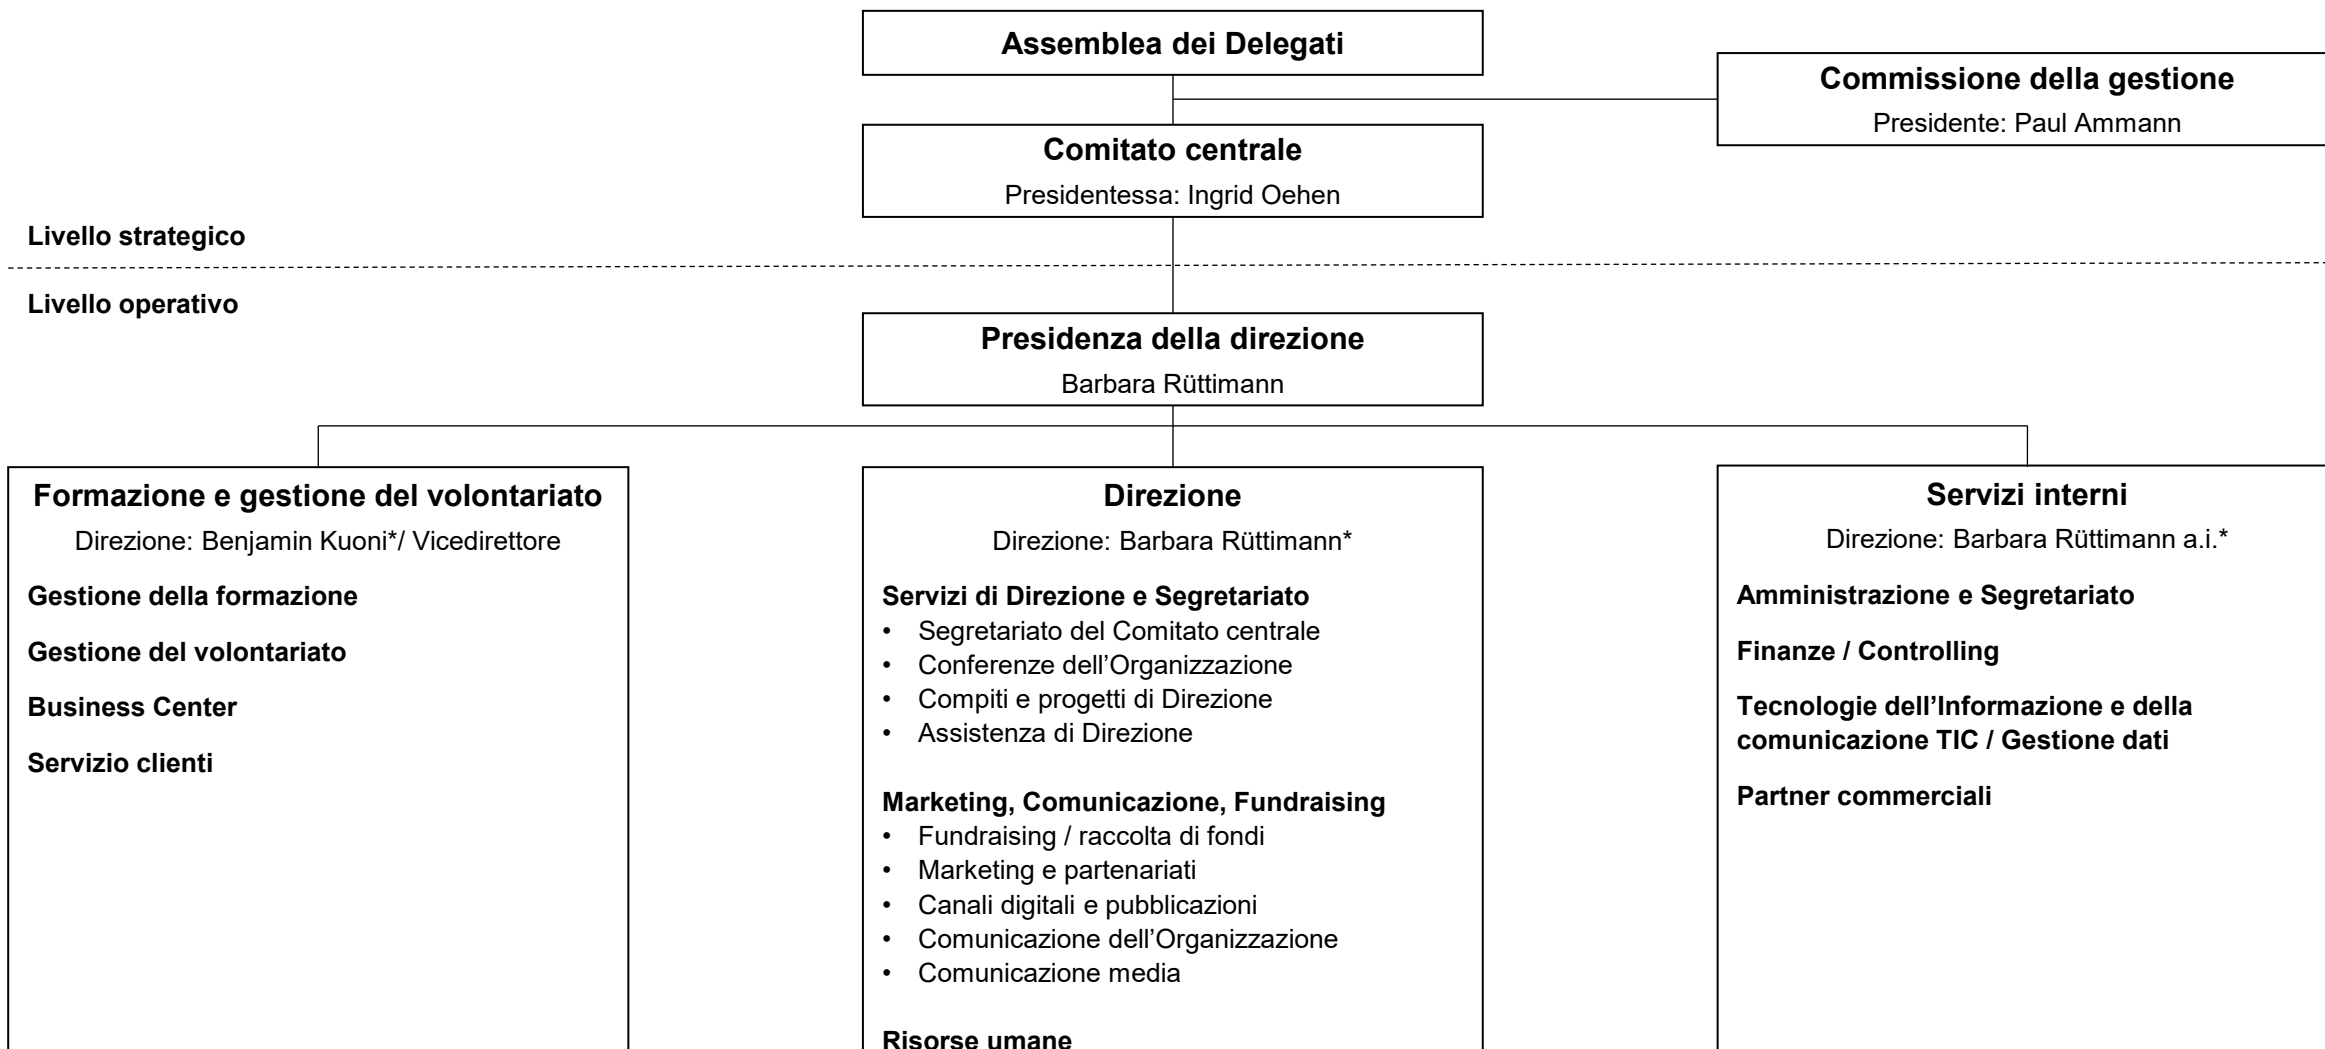 Assemblea dei Delegati
Commissione della gestione
Presidente: Paul Ammann
Comitato centrale
Presidentessa: Ingrid Oehen
Livello strategico
Livello operativo
Presidenza della direzione
Barbara Rüttimann
Formazione e gestione del volontariato
Direzione: Benjamin Kuoni*/ Vicedirettore
Gestione della formazione
Gestione del volontariato
Business Center
Servizio clienti
Direzione
Direzione: Barbara Rüttimann*
Servizi di Direzione e Segretariato
• Segretariato del Comitato centrale
• Conferenze dell’Organizzazione
• Compiti e progetti di Direzione
• Assistenza di Direzione
Marketing, Comunicazione, Fundraising
• Fundraising / raccolta di fondi
• Marketing e partenariati
• Canali digitali e pubblicazioni
• Comunicazione dell’Organizzazione
• Comunicazione media
Risorse umane
Servizi interni
Direzione: Barbara Rüttimann a.i.*
Amministrazione e Segretariato
Finanze / Controlling
Tecnologie dell’Informazione e della
comunicazione TIC / Gestione dati
Partner commerciali